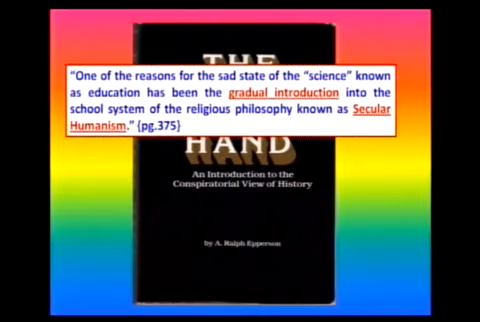 THE
“One of the reasons for the sad state of the “science” known
as education has been the gradual introduction into the
school system of the religious philosophy known as Secular
Humanism.” {pg.375}
HAND
An Introduction to the
Conspiratorial View of History
by A. Ralph Epperson